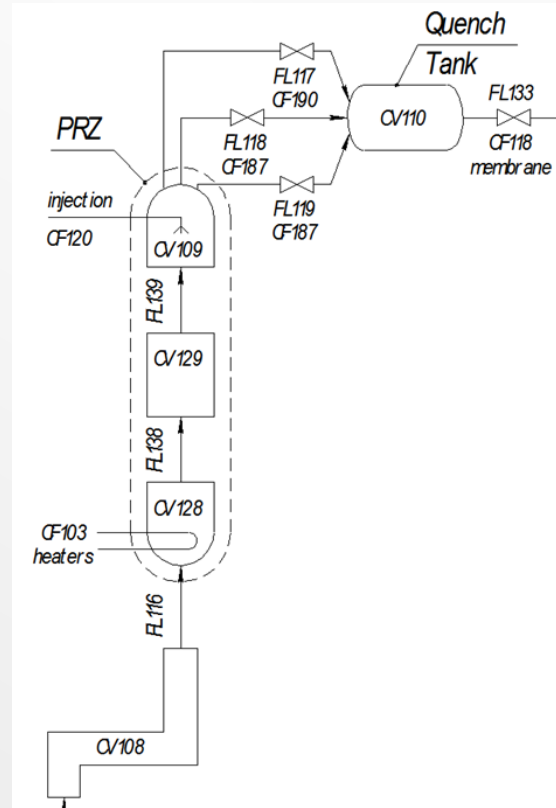 Quench
Tank
FL117
CF190
CV110
FL133
CF118
membrane
PRZ
FL118
CF187
injection
CF120
FL119
CF187
CV109
FL139
CV129
FL138
CV128
CF103
heaters
FL116
CV108